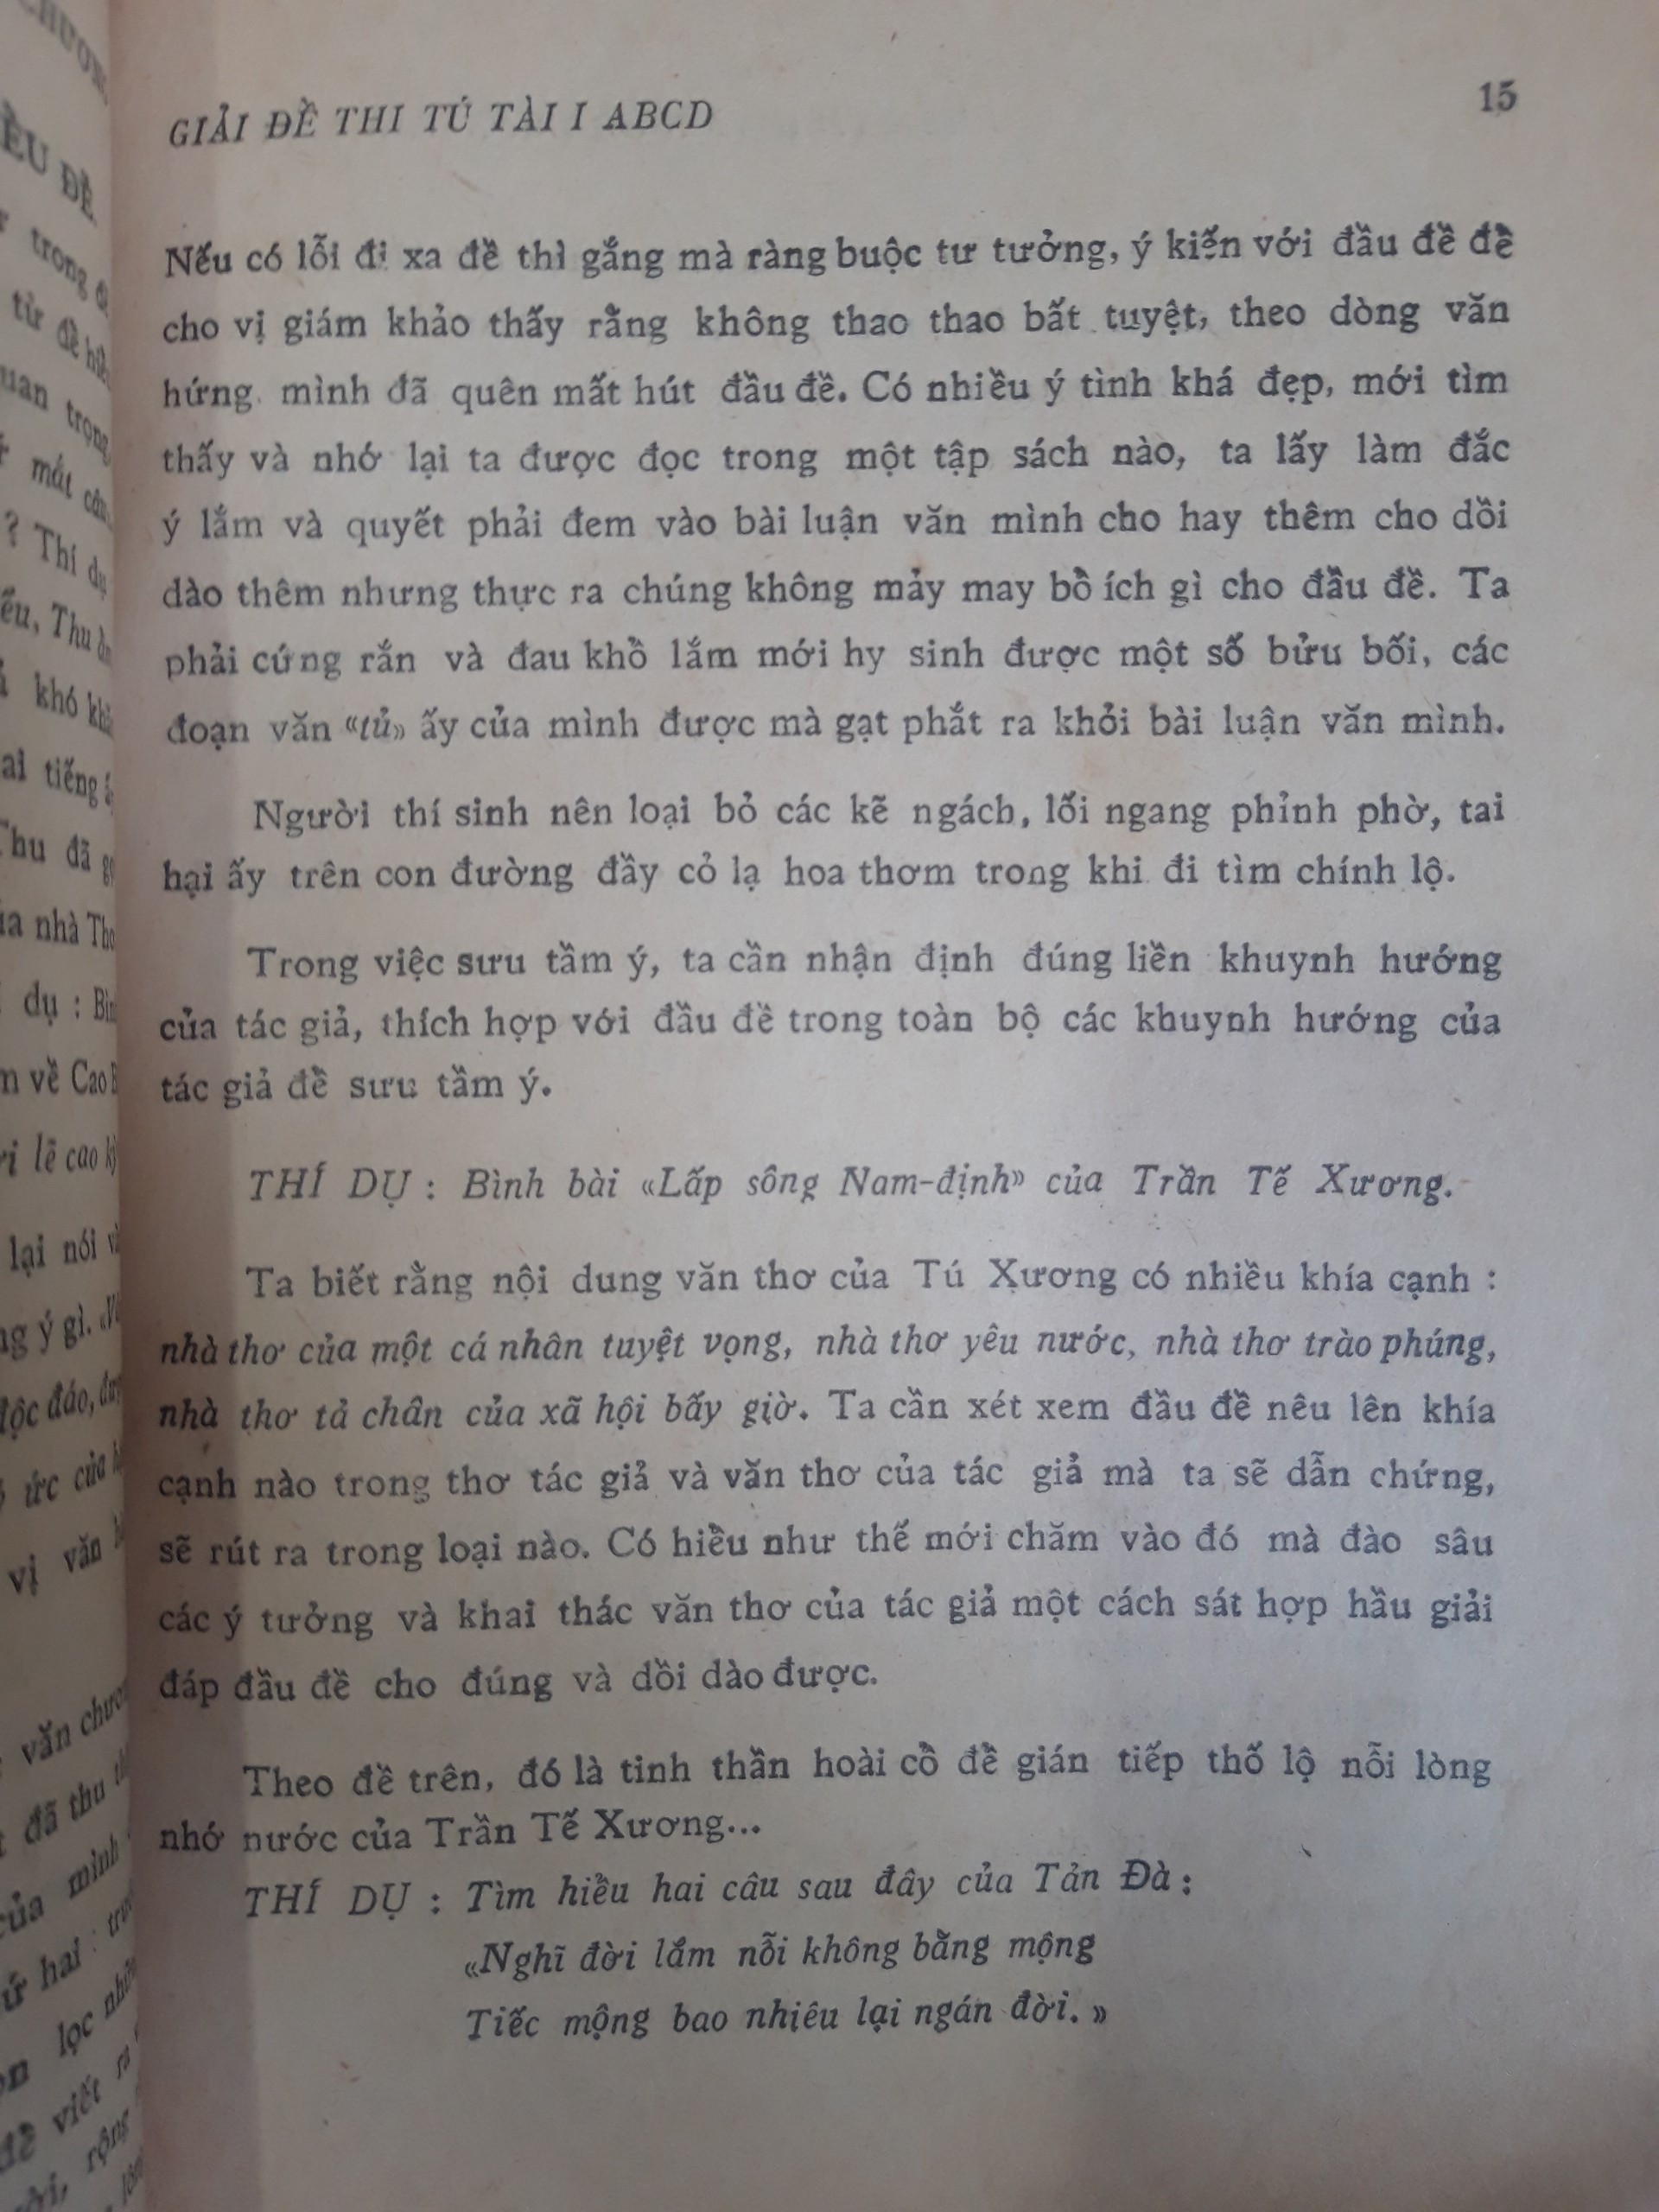 GIẢI ĐỀ THI TÚ TÀI I ABCD
15
Nếu có lỗi đi xa đề thì gắng mà ràng buộc tư tưởng, ý kiến với đầu đề để
cho vị giám khảo thấy rằng không thao thao bất tuyệt, theo dòng văn
hứng mình đã quên mất hút đầu đề. Có nhiều ý tình khá đẹp, mới tìm
thấy và nhớ lại ta được đọc trong một tập sách nào, ta lấy làm đắc
ý lắm và quyết phải đem vào bài luận văn mình cho hay thêm cho dồi
dào thêm nhưng thực ra chúng không mảy may bổ ích gì cho đầu đề. Ta
phải cứng rắn và đau khổ lắm mới hy sinh được một số bửu bối, các
đoạn văn «tủ» ấy của mình được mà gạt phắt ra khỏi bài luận văn mình.
Người thí sinh nên loại bỏ các kẽ ngách, lối ngang phỉnh phờ, tai
hại ấy trên con đường đầy cỏ lạ hoa thơm trong khi đi tìm chính lộ.
Trong việc sưu tầm ý, ta cần nhận định đúng liền khuynh hướng
của tác giả, thích hợp với đầu đề trong toàn bộ các khuynh hướng của
tác giả để sưu tầm ý.
THÍ DỤ : Bình bài «Lấp sông Nam-định» của Trần Tế Xương.
Ta biết rằng nội dung văn thơ của Tú Xương có nhiều khía cạnh :
nhà thơ của một cá nhân tuyệt vọng, nhà thơ yêu nước, nhà thơ trào phúng,
nhà thơ tả chân của xã hội bấy giờ. Ta cần xét xem đầu đề nêu lên khía
cạnh nào trong thơ tác giả và văn thơ của tác giả mà ta sẽ dẫn chứng,
sẽ rút ra trong loại nào. Có hiểu như thế mới chăm vào đó mà đào sâu
các ý tưởng và khai thác văn thơ của tác giả một cách sát hợp hầu giải
đáp đầu đề cho đúng và dồi dào được.
Theo đề trên, đó là tinh thần hoài cổ để gián tiếp thố lộ nỗi lòng
nhớ nước của Trần Tế Xương...
THÍ DỤ : Tìm hiểu hai câu sau đây của Tản Đà :
«Nghĩ đời lắm nỗi không bằng mộng
Tiếc mộng bao nhiêu lại ngán đời.»